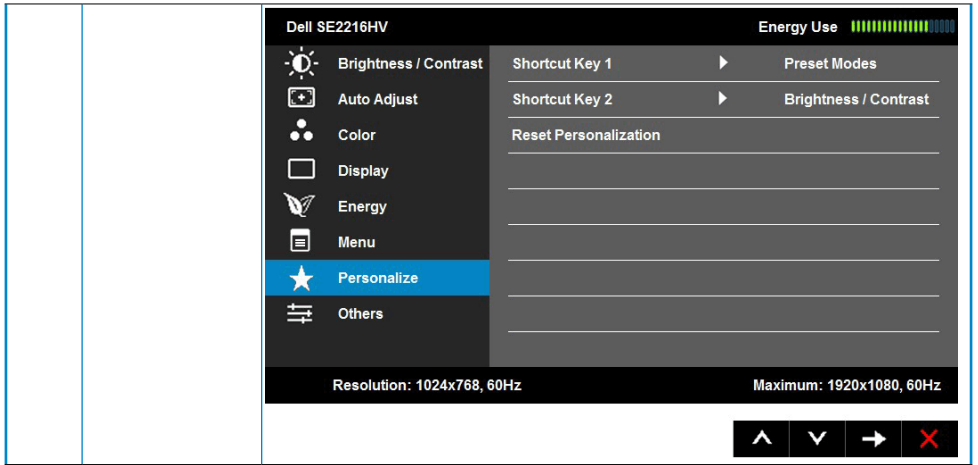 Dell SE2216HV Energy Use
Brightness / Contrast Shortcut Key 1 Preset Modes
Auto Adjust Shortcut Key 2 Brightness / Contrast
Color Reset Personalization
Display
Energy
Menu
Personalize
Others
Resolution: 1024x768, 60Hz Maximum: 1920x1080, 60Hz